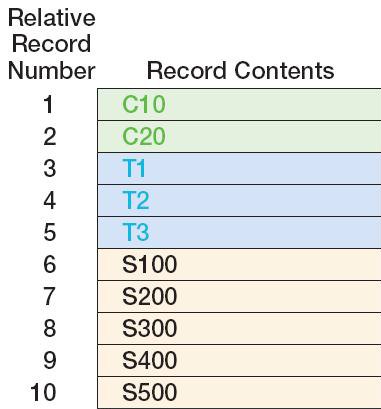 Relative
Record
Number Record Contents
1 C10
2 C20
3 T1
4 T2
5 T3
6 S100
7 S200
8 S300
9 S400
10 S500